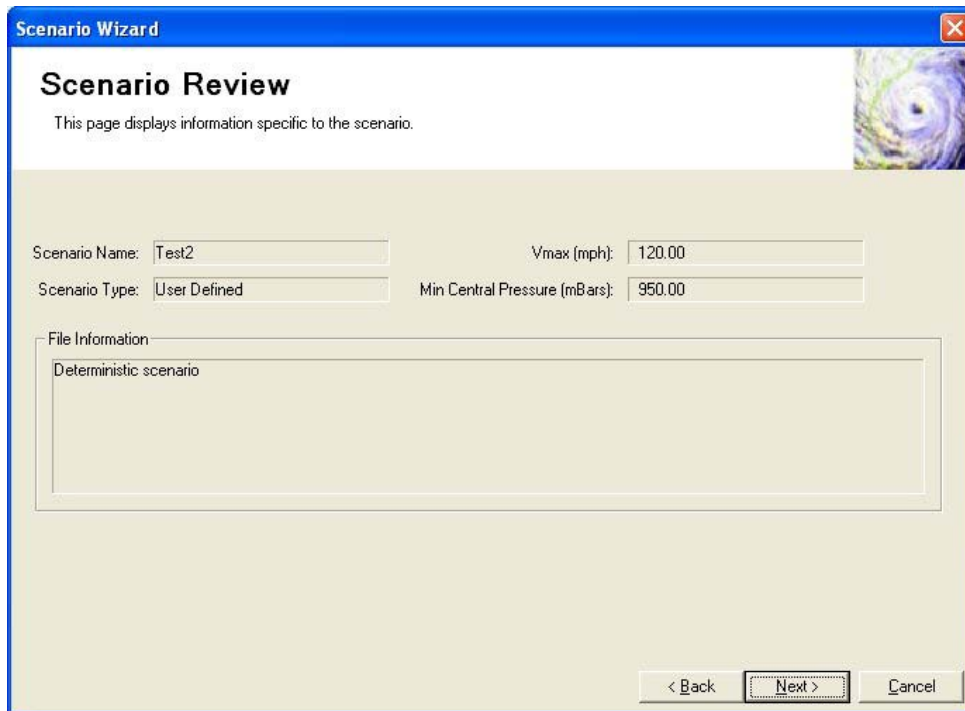 Scenario Wizard
Scenario Review
This page displays information specific to the scenario.
Scenario Name: Test2
Vmax (mph): 120.00
Scenario Type: User Defined
Min Central Pressure (mBars): 950.00
File Information
Deterministic scenario
< Back
Next >
Cancel